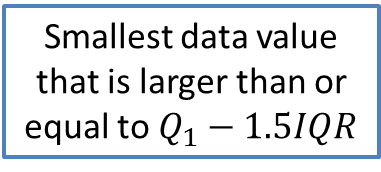 Smallest data value
that is larger than or
equal to Q₁ − 1.5IQR